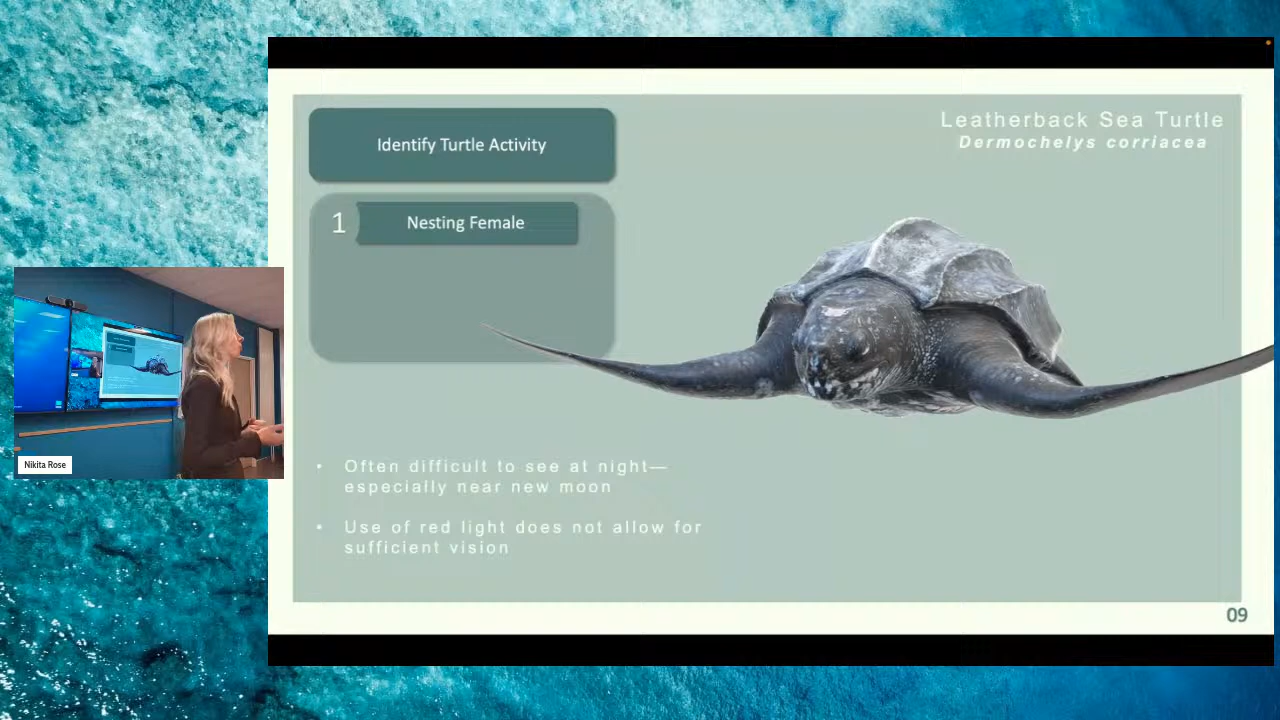 Identify Turtle Activity
Leatherback Sea Turtle
Dermochelys corriacea
1 Nesting Female
• Often difficult to see at night—
especially near new moon
• Use of red light does not allow for
sufficient vision
09
Nikita Rose